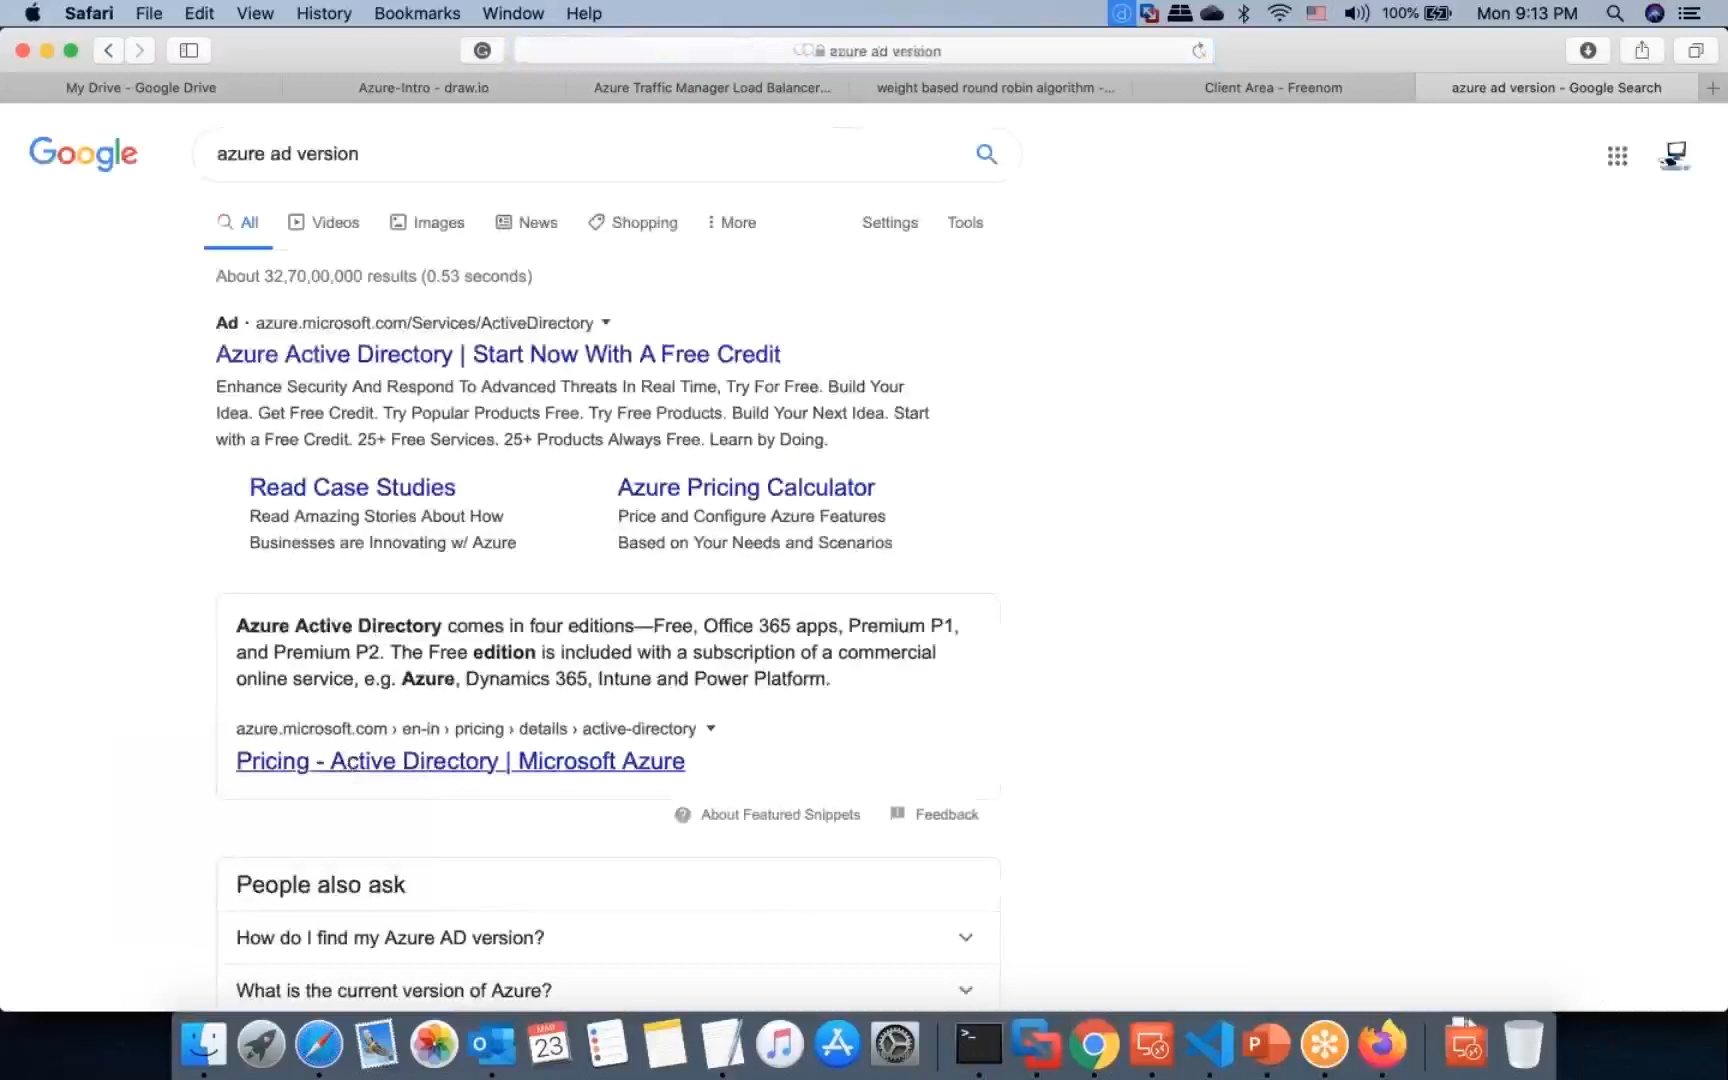 Safari File Edit View History Bookmarks Window Help 100% Mon 9:13 PM
azure ad version
My Drive - Google Drive Azure-Intro - draw.io Azure Traffic Manager Load Balancer... weight based round robin algorithm -... Client Area - Freenom azure ad version - Google Search
Google azure ad version
All Videos Images News Shopping More Settings Tools
About 32,70,00,000 results (0.53 seconds)
Ad · azure.microsoft.com/Services/ActiveDirectory
Azure Active Directory | Start Now With A Free Credit
Enhance Security And Respond To Advanced Threats In Real Time, Try For Free. Build Your
Idea. Get Free Credit. Try Popular Products Free. Try Free Products. Build Your Next Idea. Start
with a Free Credit. 25+ Free Services. 25+ Products Always Free. Learn by Doing.
Read Case Studies
Read Amazing Stories About How
Businesses are Innovating w/ Azure
Azure Pricing Calculator
Price and Configure Azure Features
Based on Your Needs and Scenarios
Azure Active Directory comes in four editions—Free, Office 365 apps, Premium P1,
and Premium P2. The Free edition is included with a subscription of a commercial
online service, e.g. Azure, Dynamics 365, Intune and Power Platform.
azure.microsoft.com › en-in › pricing › details › active-directory
Pricing - Active Directory | Microsoft Azure
About Featured Snippets Feedback
People also ask
How do I find my Azure AD version?
What is the current version of Azure?
MAR
23